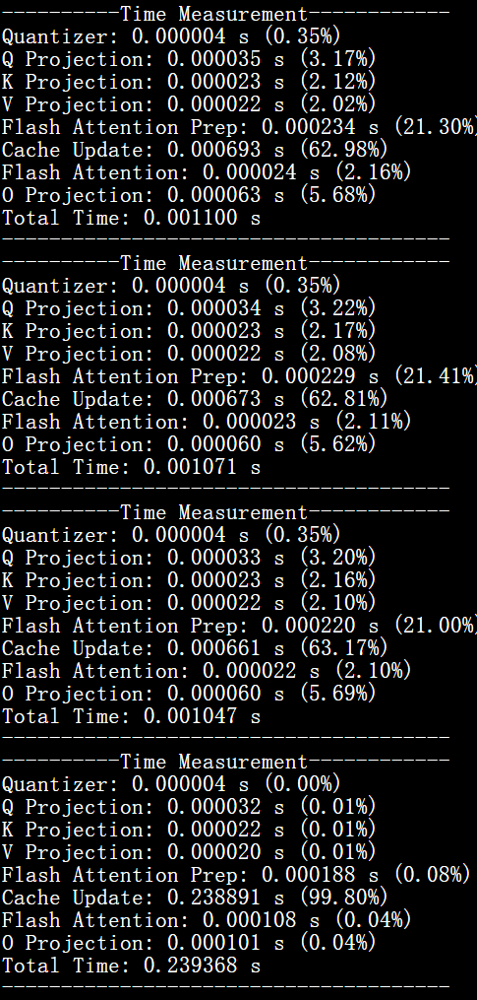 ----------Time Measurement------------
Quantizer: 0.000004 s (0.35%)
Q Projection: 0.000035 s (3.17%)
K Projection: 0.000023 s (2.12%)
V Projection: 0.000022 s (2.02%)
Flash Attention Prep: 0.000234 s (21.30%)
Cache Update: 0.000693 s (62.98%)
Flash Attention: 0.000024 s (2.16%)
O Projection: 0.000063 s (5.68%)
Total Time: 0.001100 s
--------------------------------------
----------Time Measurement------------
Quantizer: 0.000004 s (0.35%)
Q Projection: 0.000034 s (3.22%)
K Projection: 0.000023 s (2.17%)
V Projection: 0.000022 s (2.08%)
Flash Attention Prep: 0.000229 s (21.41%)
Cache Update: 0.000673 s (62.81%)
Flash Attention: 0.000023 s (2.11%)
O Projection: 0.000060 s (5.62%)
Total Time: 0.001071 s
--------------------------------------
----------Time Measurement------------
Quantizer: 0.000004 s (0.35%)
Q Projection: 0.000033 s (3.20%)
K Projection: 0.000023 s (2.16%)
V Projection: 0.000022 s (2.10%)
Flash Attention Prep: 0.000220 s (21.00%)
Cache Update: 0.000661 s (63.17%)
Flash Attention: 0.000022 s (2.10%)
O Projection: 0.000060 s (5.69%)
Total Time: 0.001047 s
--------------------------------------
----------Time Measurement------------
Quantizer: 0.000004 s (0.00%)
Q Projection: 0.000032 s (0.01%)
K Projection: 0.000022 s (0.01%)
V Projection: 0.000020 s (0.01%)
Flash Attention Prep: 0.000188 s (0.08%)
Cache Update: 0.238891 s (99.80%)
Flash Attention: 0.000108 s (0.04%)
O Projection: 0.000101 s (0.04%)
Total Time: 0.239368 s
--------------------------------------